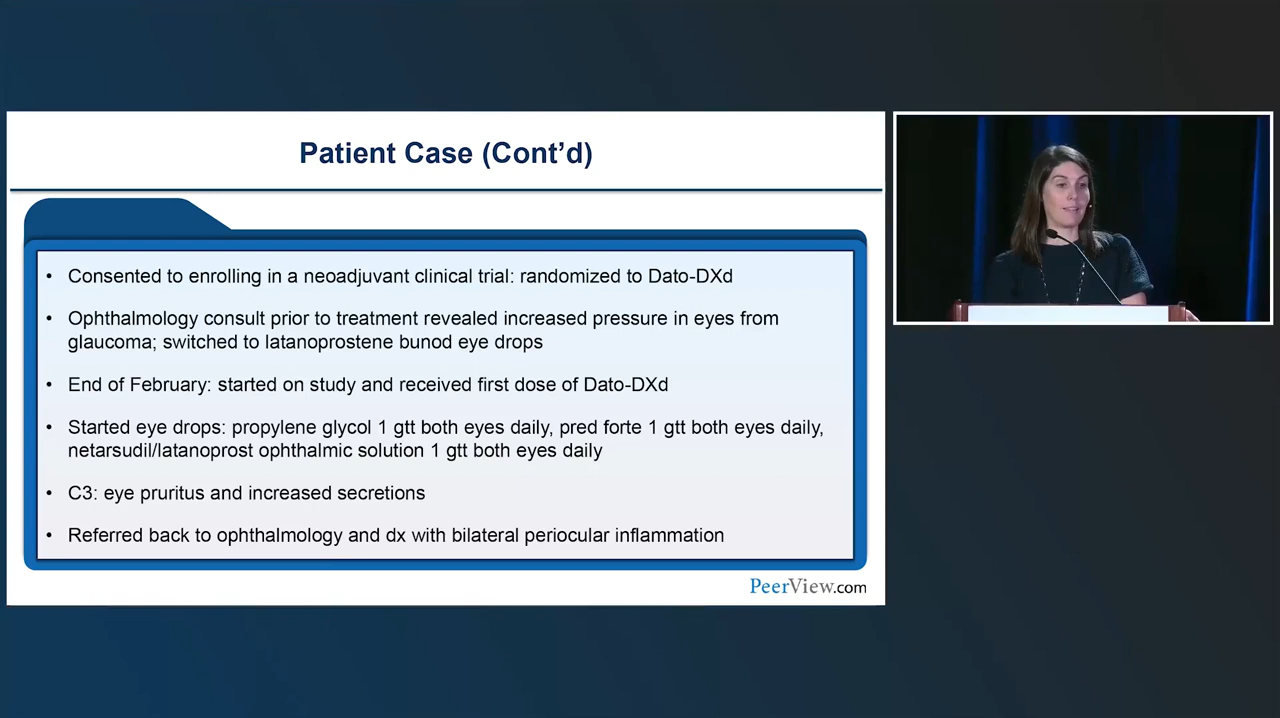 Patient Case (Cont’d)
• Consented to enrolling in a neoadjuvant clinical trial: randomized to Dato-DXd
• Ophthalmology consult prior to treatment revealed increased pressure in eyes from
glaucoma; switched to latanoprostene bunod eye drops
• End of February: started on study and received first dose of Dato-DXd
• Started eye drops: propylene glycol 1 gtt both eyes daily, pred forte 1 gtt both eyes daily,
netarsudil/latanoprost ophthalmic solution 1 gtt both eyes daily
• C3: eye pruritus and increased secretions
• Referred back to ophthalmology and dx with bilateral periocular inflammation
PeerView.com